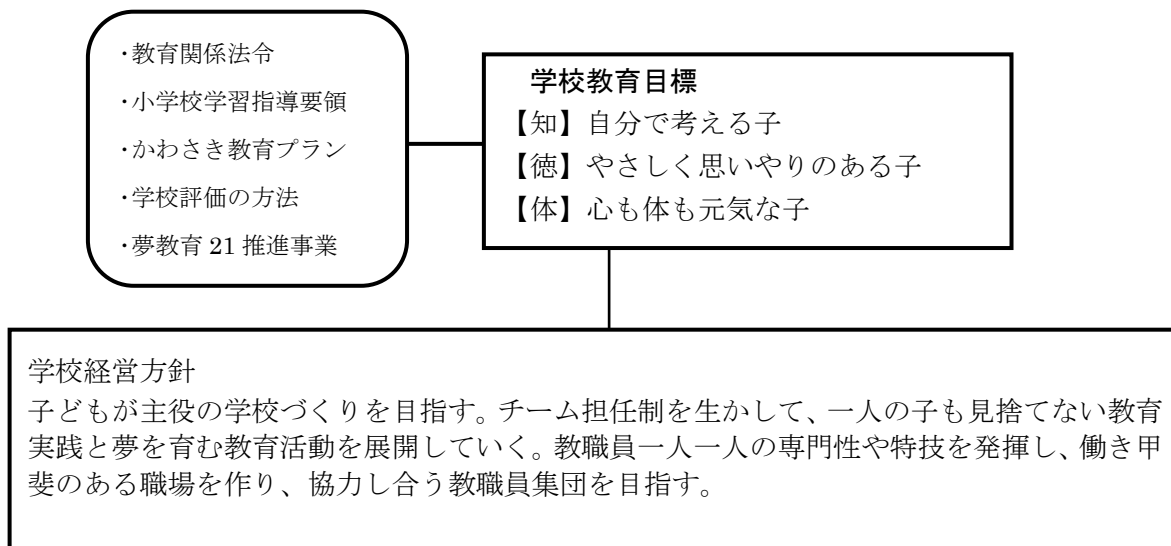 ・教育関係法令
・小学校学習指導要領
・かわさき教育プラン
・学校評価の方法
・夢教育 21 推進事業
学校教育目標
【知】自分で考える子
【徳】やさしく思いやりのある子
【体】心も体も元気な子
学校経営方針
子どもが主役の学校づくりを目指す。チーム担任制を生かして、一人の子も見捨てない教育
実践と夢を育む教育活動を展開していく。教職員一人一人の専門性や特技を発揮し、働き甲
斐のある職場を作り、協力し合う教職員集団を目指す。